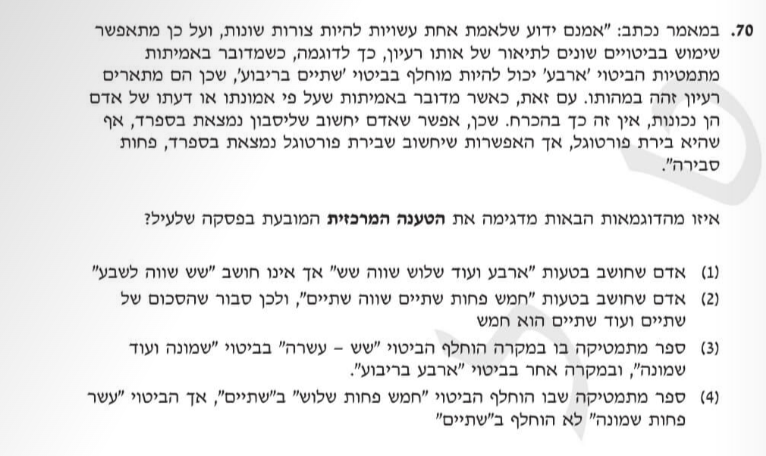 70. במאמר נכתב: "אמנם ידוע שלאמת אחת עשויות להיות צורות שונות, ועל כן מתאפשר
שימוש בביטויים שונים לתיאור של אותו רעיון, כך לדוגמה, כשמדובר באמיתות
מתמטיות הביטוי 'ארבע' יכול להיות מוחלף בביטוי 'שתיים בריבוע', שכן הם מתארים
רעיון זהה במהותו. עם זאת, כאשר מדובר באמיתות שעל פי אמונתו או דעתו של אדם
הן נכונות, אין זה כך בהכרח. שכן, אפשר שאדם יחשוב שליסבון נמצאת בספרד, אף
שהיא בירת פורטוגל, אך האפשרות שיחשוב שבירת פורטוגל נמצאת בספרד, פחות
סבירה".
איזו מהדוגמאות הבאות מדגימה את הטענה המרכזית המובעת בפסקה שלעיל?
(1) אדם שחושב בטעות "ארבע ועוד שלוש שווה שש" אך אינו חושב "שש שווה לשבע"
(2) אדם שחושב בטעות "חמש פחות שתיים שווה שתיים", ולכן סבור שהסכום של
שתיים ועוד שתיים הוא חמש
(3) ספר מתמטיקה בו במקרה הוחלף הביטוי "שש – עשרה" בביטוי "שמונה ועוד
שמונה", ובמקרה אחר בביטוי "ארבע בריבוע".
(4) ספר מתמטיקה שבו הוחלף הביטוי "חמש פחות שלוש" ב"שתיים", אך הביטוי "עשר
פחות שמונה" לא הוחלף ב"שתיים"